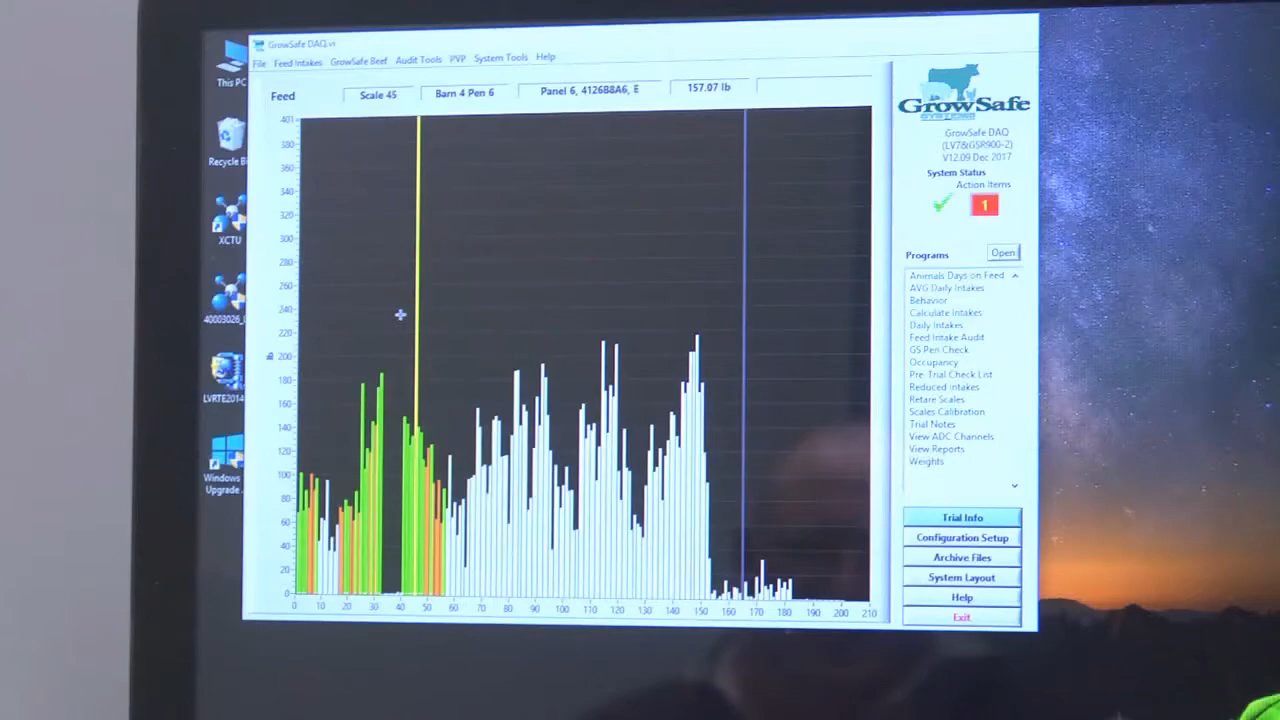 This PC
Recycle Bi
XCTU
40003026_
LVRTE2014
Windows
Upgrade
GrowSafe DAQ.vi
File Feed Intakes GrowSafe Beef Audit Tools PVP System Tools Help
Feed Scale 45 Barn 4 Pen 6 Panel 6, 4126B8A6, E 157.07 lb
401
380
360
340
320
300
280
260
240
220
200
180
160
140
120
100
80
60
40
20
0
0 10 20 30 40 50 60 70 80 90 100 110 120 130 140 150 160 170 180 190 200 210
GrowSafe
SYSTEMS
GrowSafe DAQ
(LV7&GSR900-2)
V12.09 Dec 2017
System Status
Action Items
1
Programs Open
Animals Days on Feed
AVG Daily Intakes
Behavior
Calculate Intakes
Daily Intakes
Feed Intake Audit
GS Pen Check
Occupancy
Pre-Trial Check List
Reduced Intakes
Retare Scales
Scales Calibration
Trial Notes
View ADC Channels
View Reports
Weights
Trial Info
Configuration Setup
Archive Files
System Layout
Help
Exit